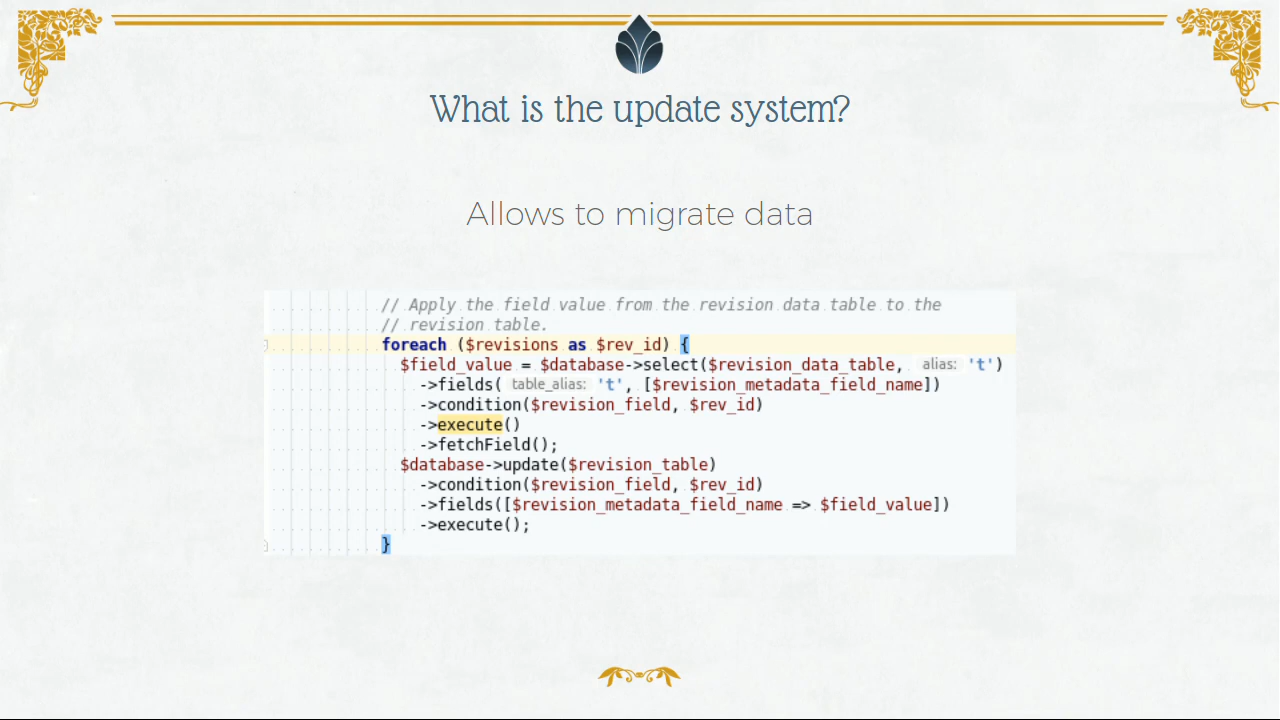 What is the update system?
Allows to migrate data
// Apply the field value from the revision data table to the
// revision table.
foreach ($revisions as $rev_id) {
$field_value = $database->select($revision_data_table, alias: 't')
->fields( table_alias: 't', [$revision_metadata_field_name])
->condition($revision_field, $rev_id)
->execute()
->fetchField();
$database->update($revision_table)
->condition($revision_field, $rev_id)
->fields([$revision_metadata_field_name => $field_value])
->execute();
}